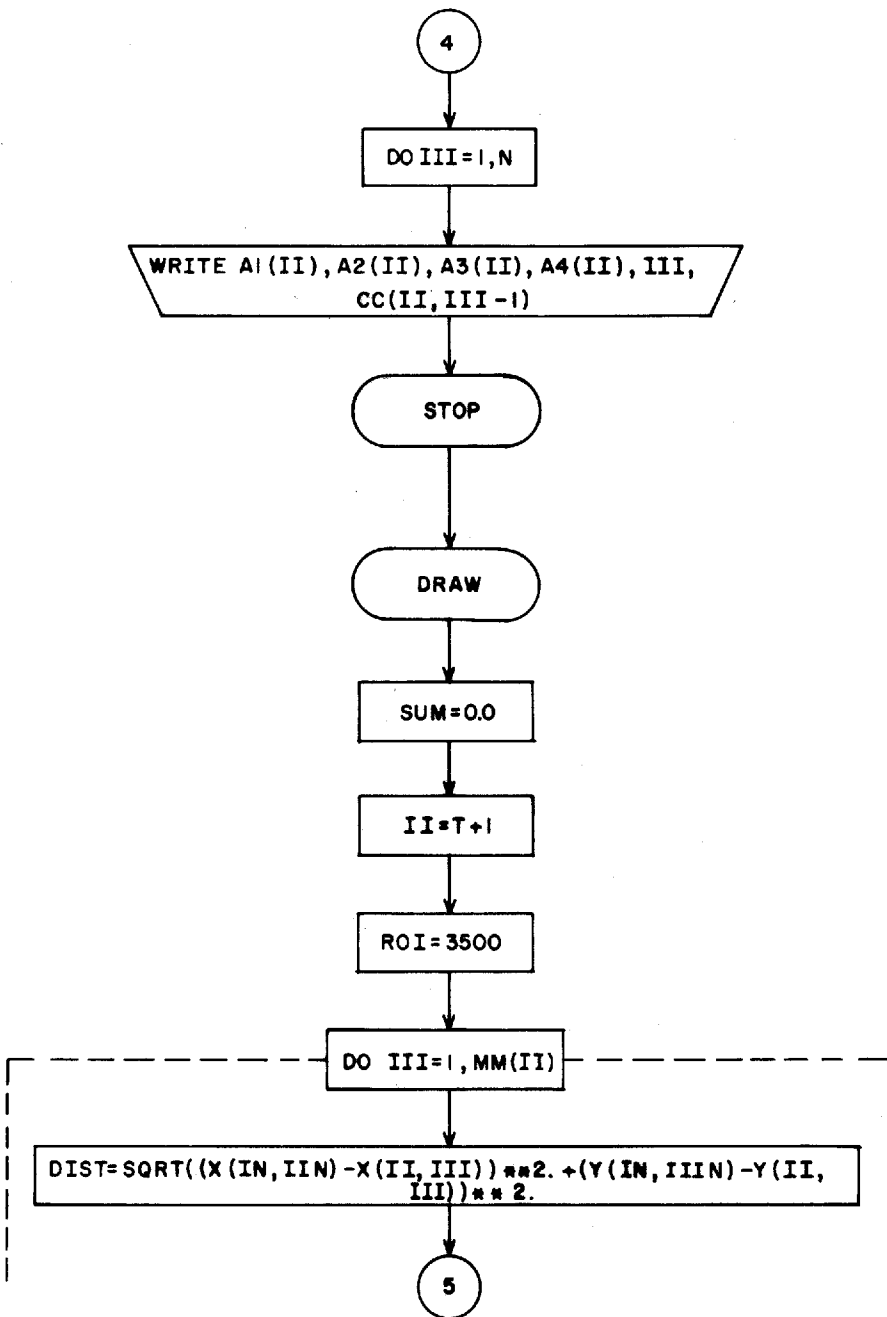 4
DO III=1,N
WRITE A1(II),A2(II),A3(II),A4(II),III,
CC(II,III-1)
STOP
DRAW
SUM=0.0
II=T+1
ROI=3500
DO III=1,MM(II)
DIST=SQRT((X(IN,IIN)-X(II,III))**2.+(Y(IN,IIIN)-Y(II,
III))**2.
5